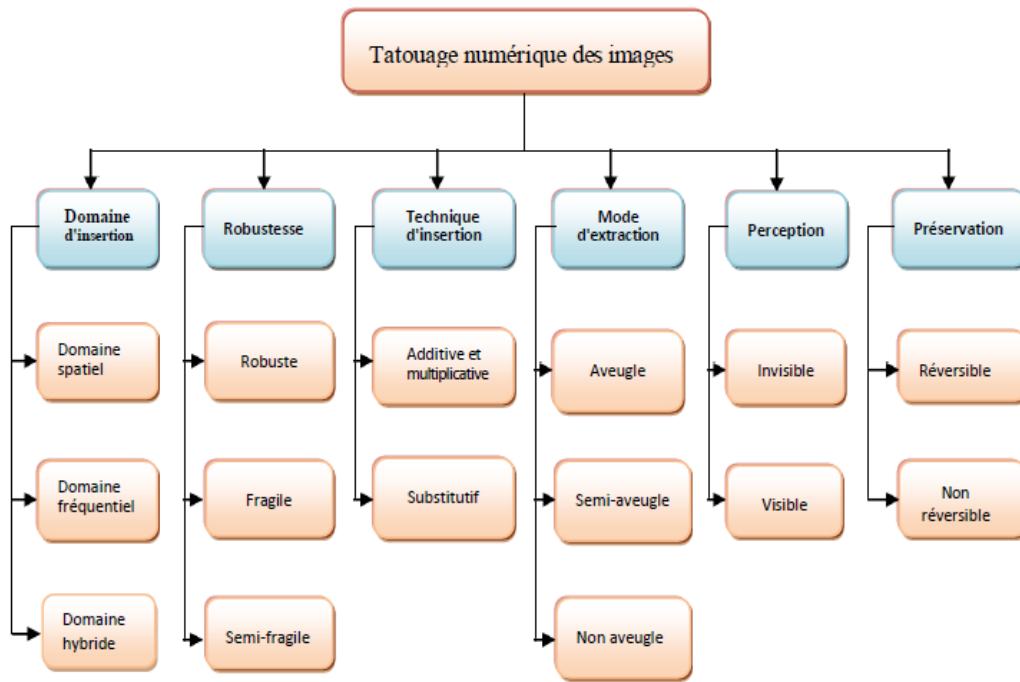 Tatouage numérique des images
Domaine
d'insertion
Robustesse
Technique
d'insertion
Mode
d'extraction
Perception
Préservation
Domaine
spatiel
Robuste
Additive et
multiplicative
Aveugle
Invisible
Réversible
Domaine
fréquentiel
Fragile
Substitutif
Semi-aveugle
Visible
Non
réversible
Domaine
hybride
Semi-fragile
Non aveugle